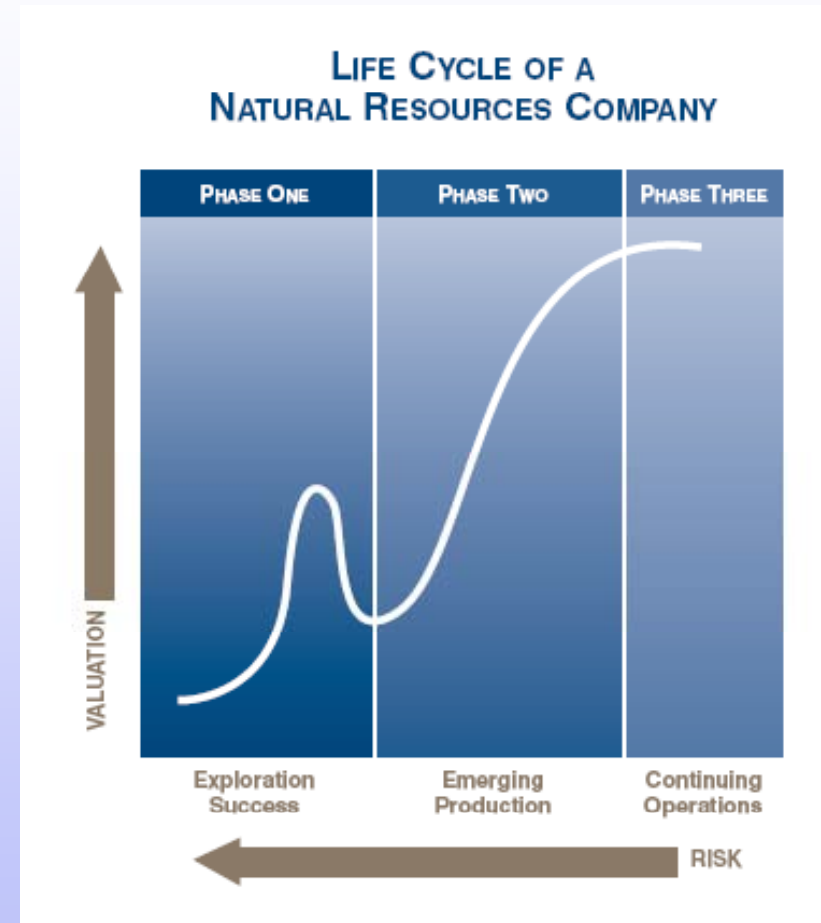 LIFE CYCLE OF A
NATURAL RESOURCES COMPANY
PHASE ONE
PHASE TWO
PHASE THREE
VALUATION
Exploration
Success
Emerging
Production
Continuing
Operations
RISK